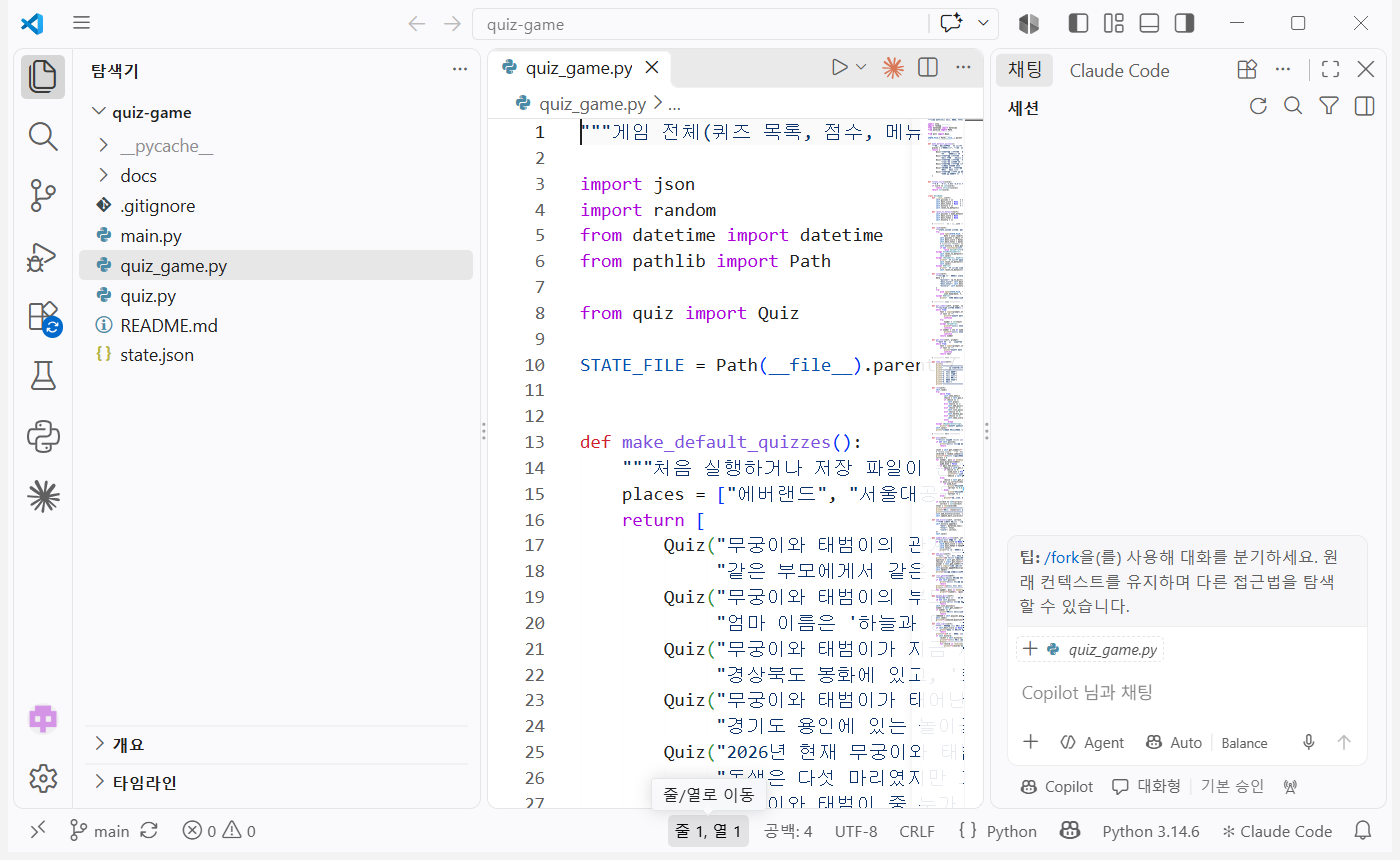 quiz-game
탐색기
quiz-game
__pycache__
docs
.gitignore
main.py
quiz_game.py
quiz.py
README.md
state.json
개요
타임라인
quiz_game.py
quiz_game.py > ...
1 """게임 전체(퀴즈 목록, 점수, 메뉴
2
3 import json
4 import random
5 from datetime import datetime
6 from pathlib import Path
7
8 from quiz import Quiz
9
10 STATE_FILE = Path(__file__).parent
11
12
13 def make_default_quizzes():
14 """처음 실행하거나 저장 파일이
15 places = ["에버랜드", "서울대공
16 return [
17 Quiz("무궁이와 태범이의 관
18 "같은 부모에게서 같은
19 Quiz("무궁이와 태범이의 부
20 "엄마 이름은 '하늘과
21 Quiz("무궁이와 태범이가 지금
22 "경상북도 봉화에 있고,
23 Quiz("무궁이와 태범이가 태어난
24 "경기도 용인에 있는 놀이
25 Quiz("2026년 현재 무궁이와 태범
26 "동생은 다섯 마리였지만
27 이와 태범이 중 누가
줄/열로 이동
채팅
Claude Code
세션
팁: /fork을(를) 사용해 대화를 분기하세요. 원
래 컨텍스트를 유지하며 다른 접근법을 탐색
할 수 있습니다.
quiz_game.py
Copilot 님과 채팅
Agent Auto Balance
Copilot 대화형 기본 승인
main 0 0 줄 1, 열 1 공백: 4 UTF-8 CRLF { } Python Python 3.14.6 Claude Code